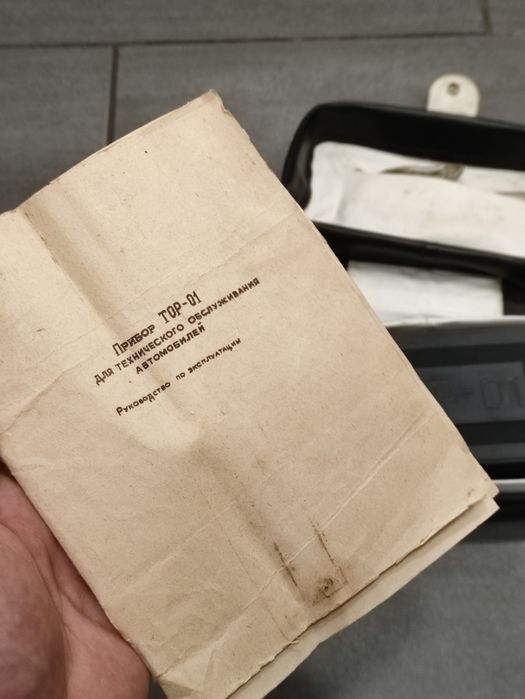 Прибор ТОР-01
для технического обслуживания
автомобилей
Руководство по эксплуатации